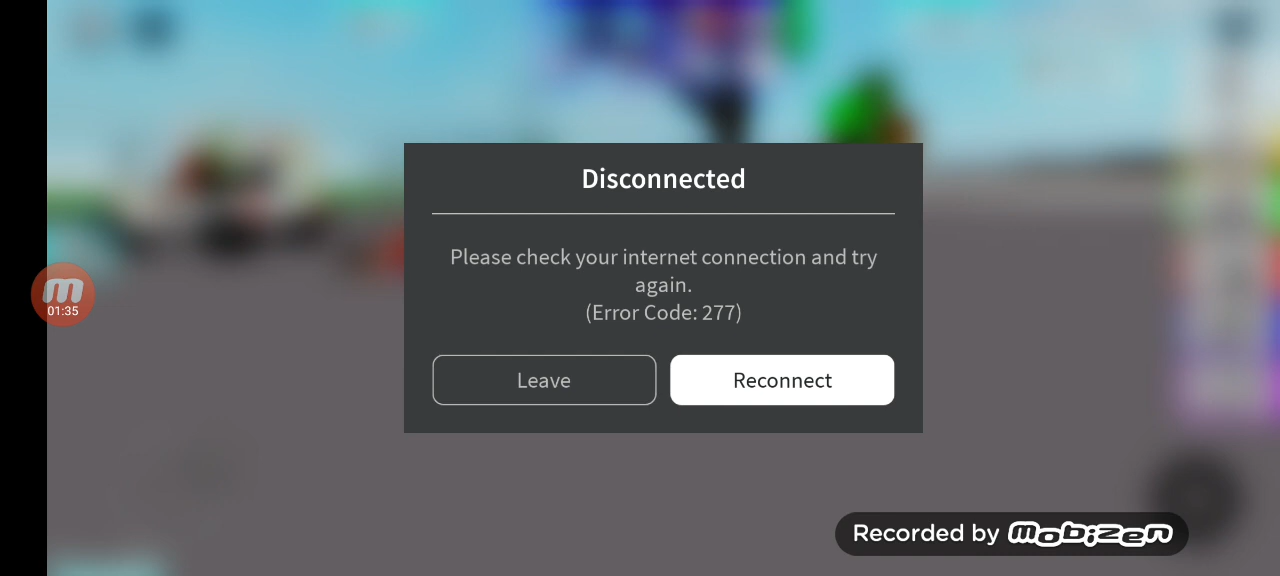 Disconnected
Please check your internet connection and try
again.
(Error Code: 277)
Leave
Reconnect
01:35
Recorded by mobizen